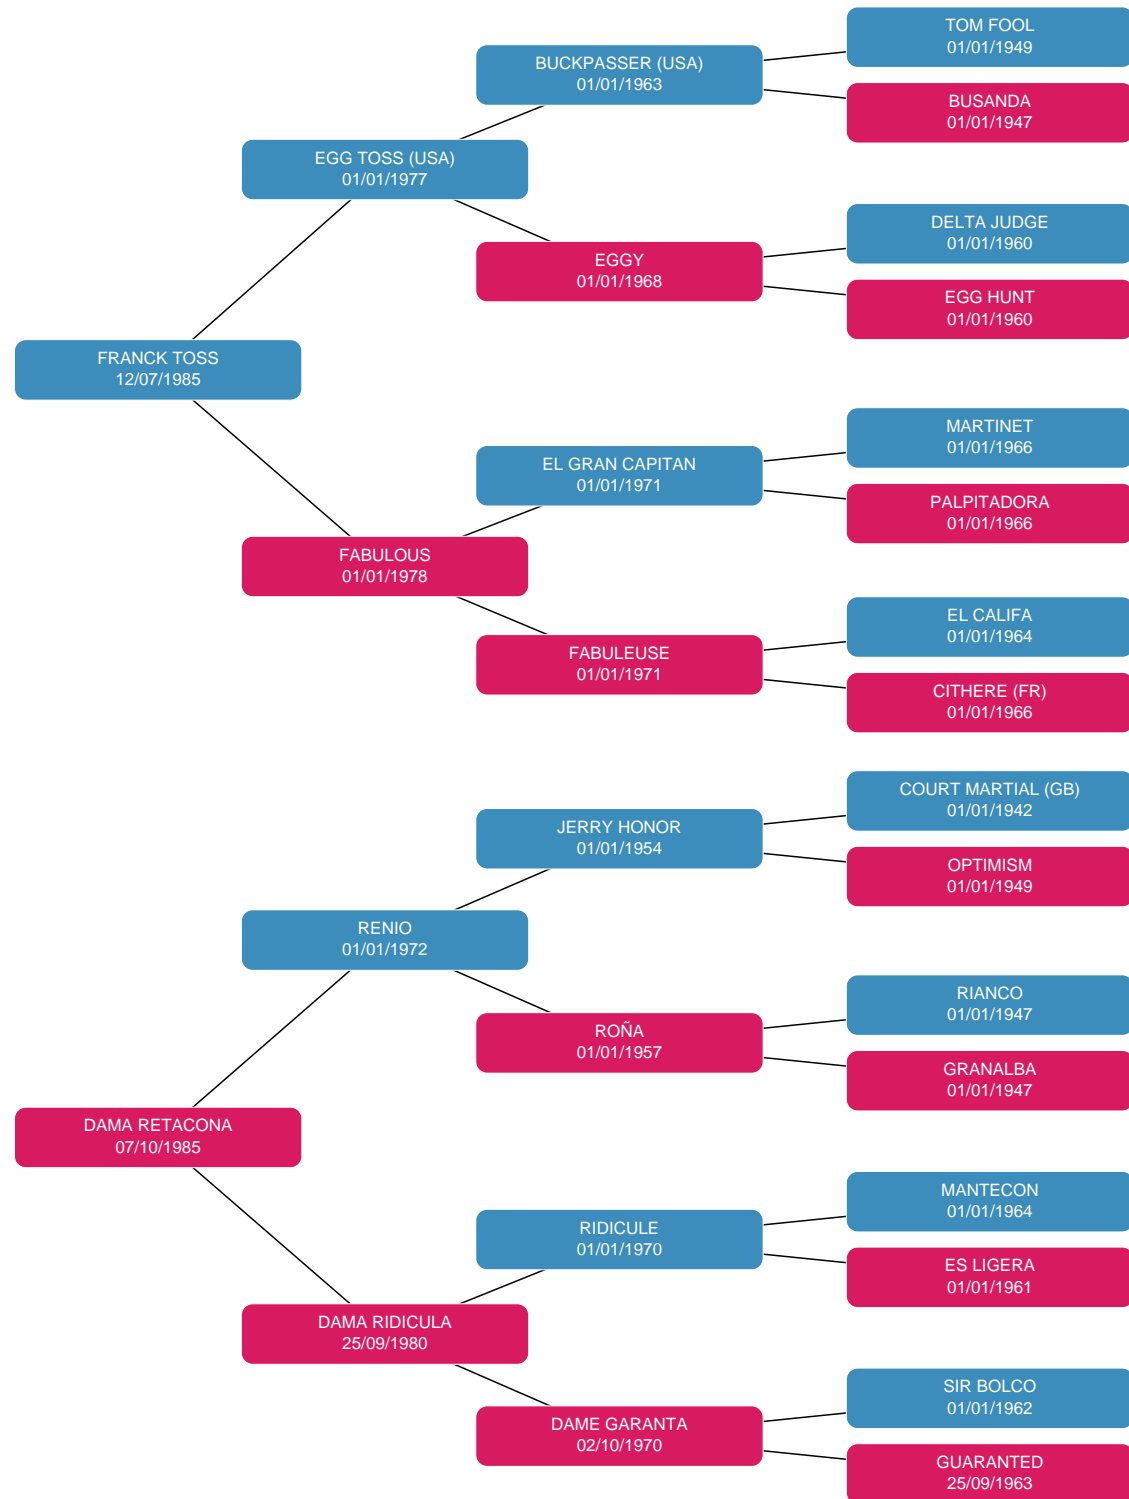 TOM FOOL
01/01/1949
BUCKPASSER (USA)
01/01/1963
BUSANDA
01/01/1947
EGG TOSS (USA)
01/01/1977
DELTA JUDGE
01/01/1960
EGGY
01/01/1968
EGG HUNT
01/01/1960
FRANCK TOSS
12/07/1985
MARTINET
01/01/1966
EL GRAN CAPITAN
01/01/1971
PALPITADORA
01/01/1966
FABULOUS
01/01/1978
EL CALIFA
01/01/1964
FABULEUSE
01/01/1971
CITHERE (FR)
01/01/1966
COURT MARTIAL (GB)
01/01/1942
JERRY HONOR
01/01/1954
OPTIMISM
01/01/1949
RENIO
01/01/1972
RIANCO
01/01/1947
ROÑA
01/01/1957
GRANALBA
01/01/1947
DAMA RETACONA
07/10/1985
MANTECON
01/01/1964
RIDICULE
01/01/1970
ES LIGERA
01/01/1961
DAMA RIDICULA
25/09/1980
SIR BOLCO
01/01/1962
DAME GARANTA
02/10/1970
GUARANTED
25/09/1963